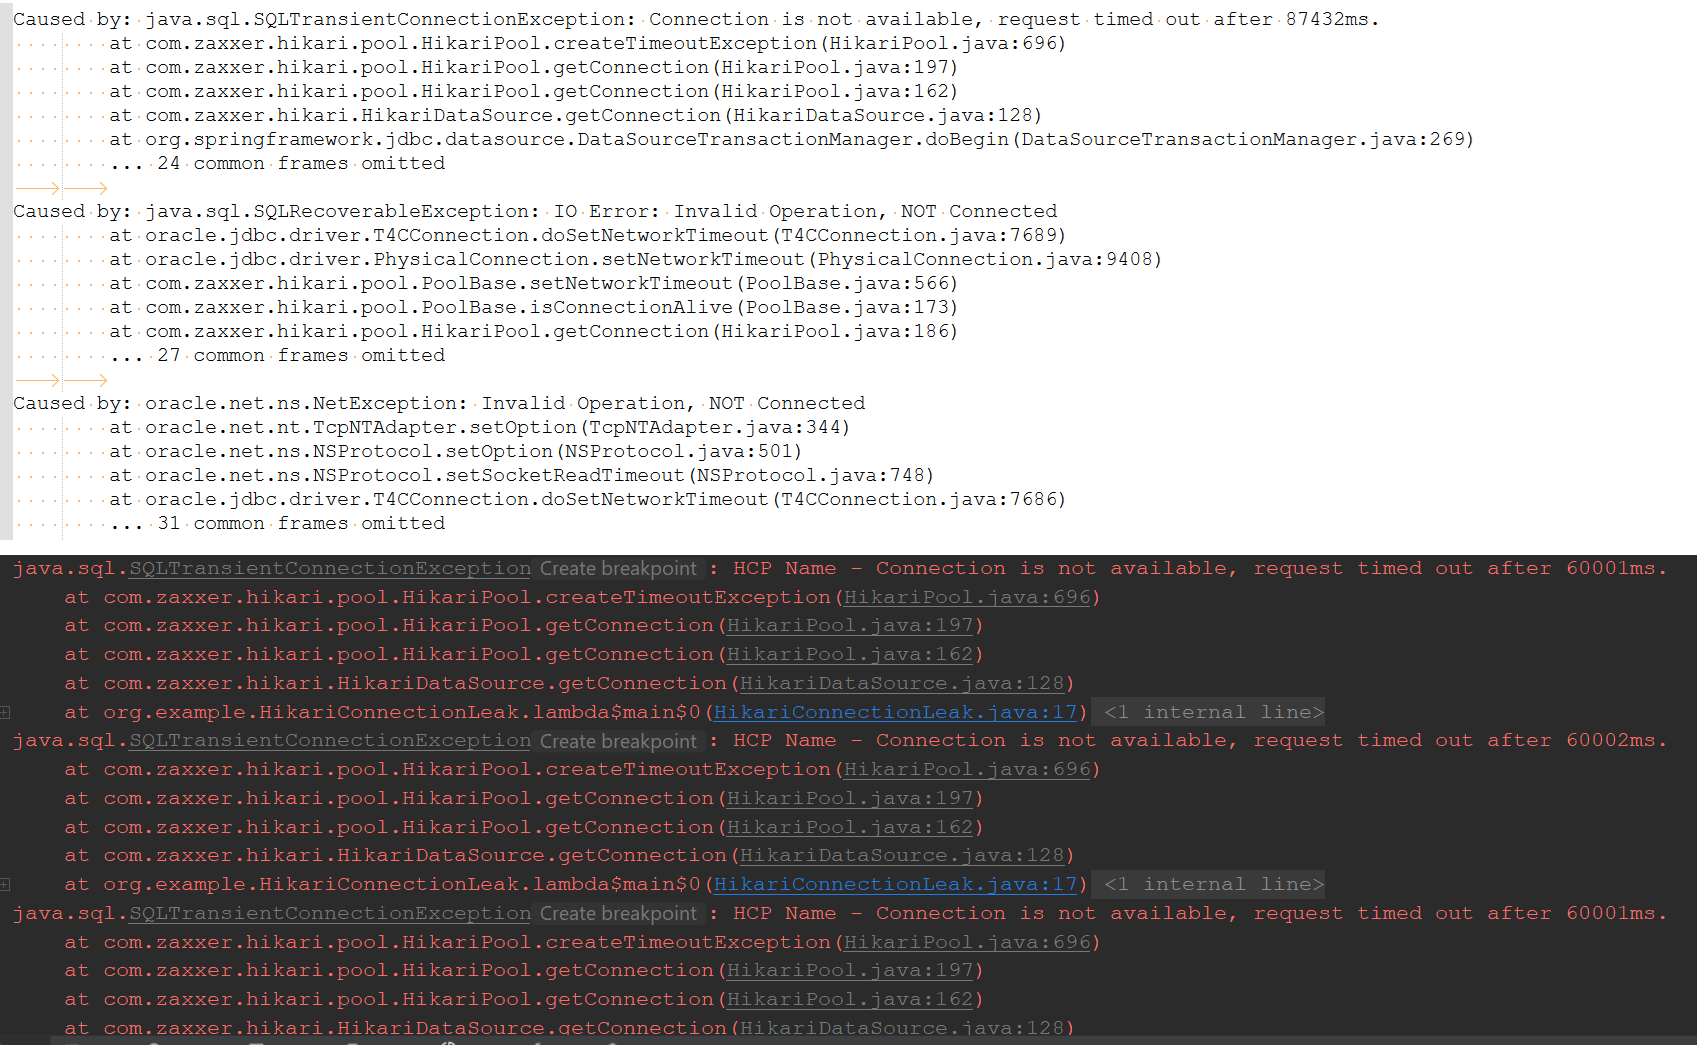 Caused by: java.sql.SQLTransientConnectionException: Connection is not available, request timed out after 87432ms.
at com.zaxxer.hikari.pool.HikariPool.createTimeoutException(HikariPool.java:696)
at com.zaxxer.hikari.pool.HikariPool.getConnection(HikariPool.java:197)
at com.zaxxer.hikari.pool.HikariPool.getConnection(HikariPool.java:162)
at com.zaxxer.hikari.HikariDataSource.getConnection(HikariDataSource.java:128)
at org.springframework.jdbc.datasource.DataSourceTransactionManager.doBegin(DataSourceTransactionManager.java:269)
... 24 common frames omitted
Caused by: java.sql.SQLRecoverableException: IO Error: Invalid Operation, NOT Connected
at oracle.jdbc.driver.T4CConnection.doSetNetworkTimeout(T4CConnection.java:7689)
at oracle.jdbc.driver.PhysicalConnection.setNetworkTimeout(PhysicalConnection.java:9408)
at com.zaxxer.hikari.pool.PoolBase.setNetworkTimeout(PoolBase.java:566)
at com.zaxxer.hikari.pool.PoolBase.isConnectionAlive(PoolBase.java:173)
at com.zaxxer.hikari.pool.HikariPool.getConnection(HikariPool.java:186)
... 27 common frames omitted
Caused by: oracle.net.ns.NetException: Invalid Operation, NOT Connected
at oracle.net.nt.TcpNTAdapter.setOption(TcpNTAdapter.java:344)
at oracle.net.ns.NSProtocol.setOption(NSProtocol.java:501)
at oracle.net.ns.NSProtocol.setSocketReadTimeout(NSProtocol.java:748)
at oracle.jdbc.driver.T4CConnection.doSetNetworkTimeout(T4CConnection.java:7686)
... 31 common frames omitted
java.sql.SQLTransientConnectionException Create breakpoint : HCP Name - Connection is not available, request timed out after 60001ms.
at com.zaxxer.hikari.pool.HikariPool.createTimeoutException(HikariPool.java:696)
at com.zaxxer.hikari.pool.HikariPool.getConnection(HikariPool.java:197)
at com.zaxxer.hikari.pool.HikariPool.getConnection(HikariPool.java:162)
at com.zaxxer.hikari.HikariDataSource.getConnection(HikariDataSource.java:128)
at org.example.HikariConnectionLeak.lambda$main$0(HikariConnectionLeak.java:17) <1 internal line>
java.sql.SQLTransientConnectionException Create breakpoint : HCP Name - Connection is not available, request timed out after 60002ms.
at com.zaxxer.hikari.pool.HikariPool.createTimeoutException(HikariPool.java:696)
at com.zaxxer.hikari.pool.HikariPool.getConnection(HikariPool.java:197)
at com.zaxxer.hikari.pool.HikariPool.getConnection(HikariPool.java:162)
at com.zaxxer.hikari.HikariDataSource.getConnection(HikariDataSource.java:128)
at org.example.HikariConnectionLeak.lambda$main$0(HikariConnectionLeak.java:17) <1 internal line>
java.sql.SQLTransientConnectionException Create breakpoint : HCP Name - Connection is not available, request timed out after 60001ms.
at com.zaxxer.hikari.pool.HikariPool.createTimeoutException(HikariPool.java:696)
at com.zaxxer.hikari.pool.HikariPool.getConnection(HikariPool.java:197)
at com.zaxxer.hikari.pool.HikariPool.getConnection(HikariPool.java:162)
at com.zaxxer.hikari.HikariDataSource.getConnection(HikariDataSource.java:128)